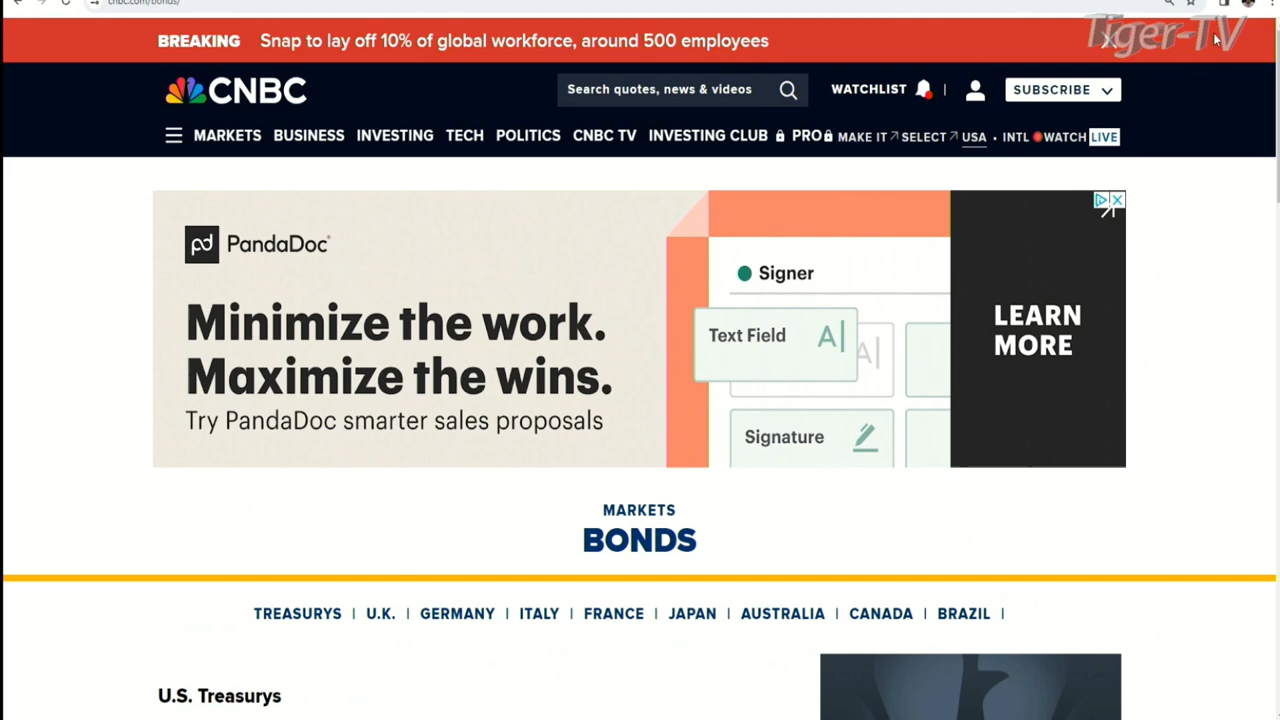 cnbc.com/bonds/
Tiger-TV
BREAKING Snap to lay off 10% of global workforce, around 500 employees
CNBC
Search quotes, news & videos
WATCHLIST
SUBSCRIBE
MARKETS BUSINESS INVESTING TECH POLITICS CNBC TV INVESTING CLUB PRO MAKE IT SELECT USA • INTL WATCH LIVE
pd PandaDoc
Minimize the work.
Maximize the wins.
Try PandaDoc smarter sales proposals
Signer
Text Field A|
A|
Signature
LEARN
MORE
MARKETS
BONDS
TREASURYS | U.K. | GERMANY | ITALY | FRANCE | JAPAN | AUSTRALIA | CANADA | BRAZIL |
U.S. Treasurys